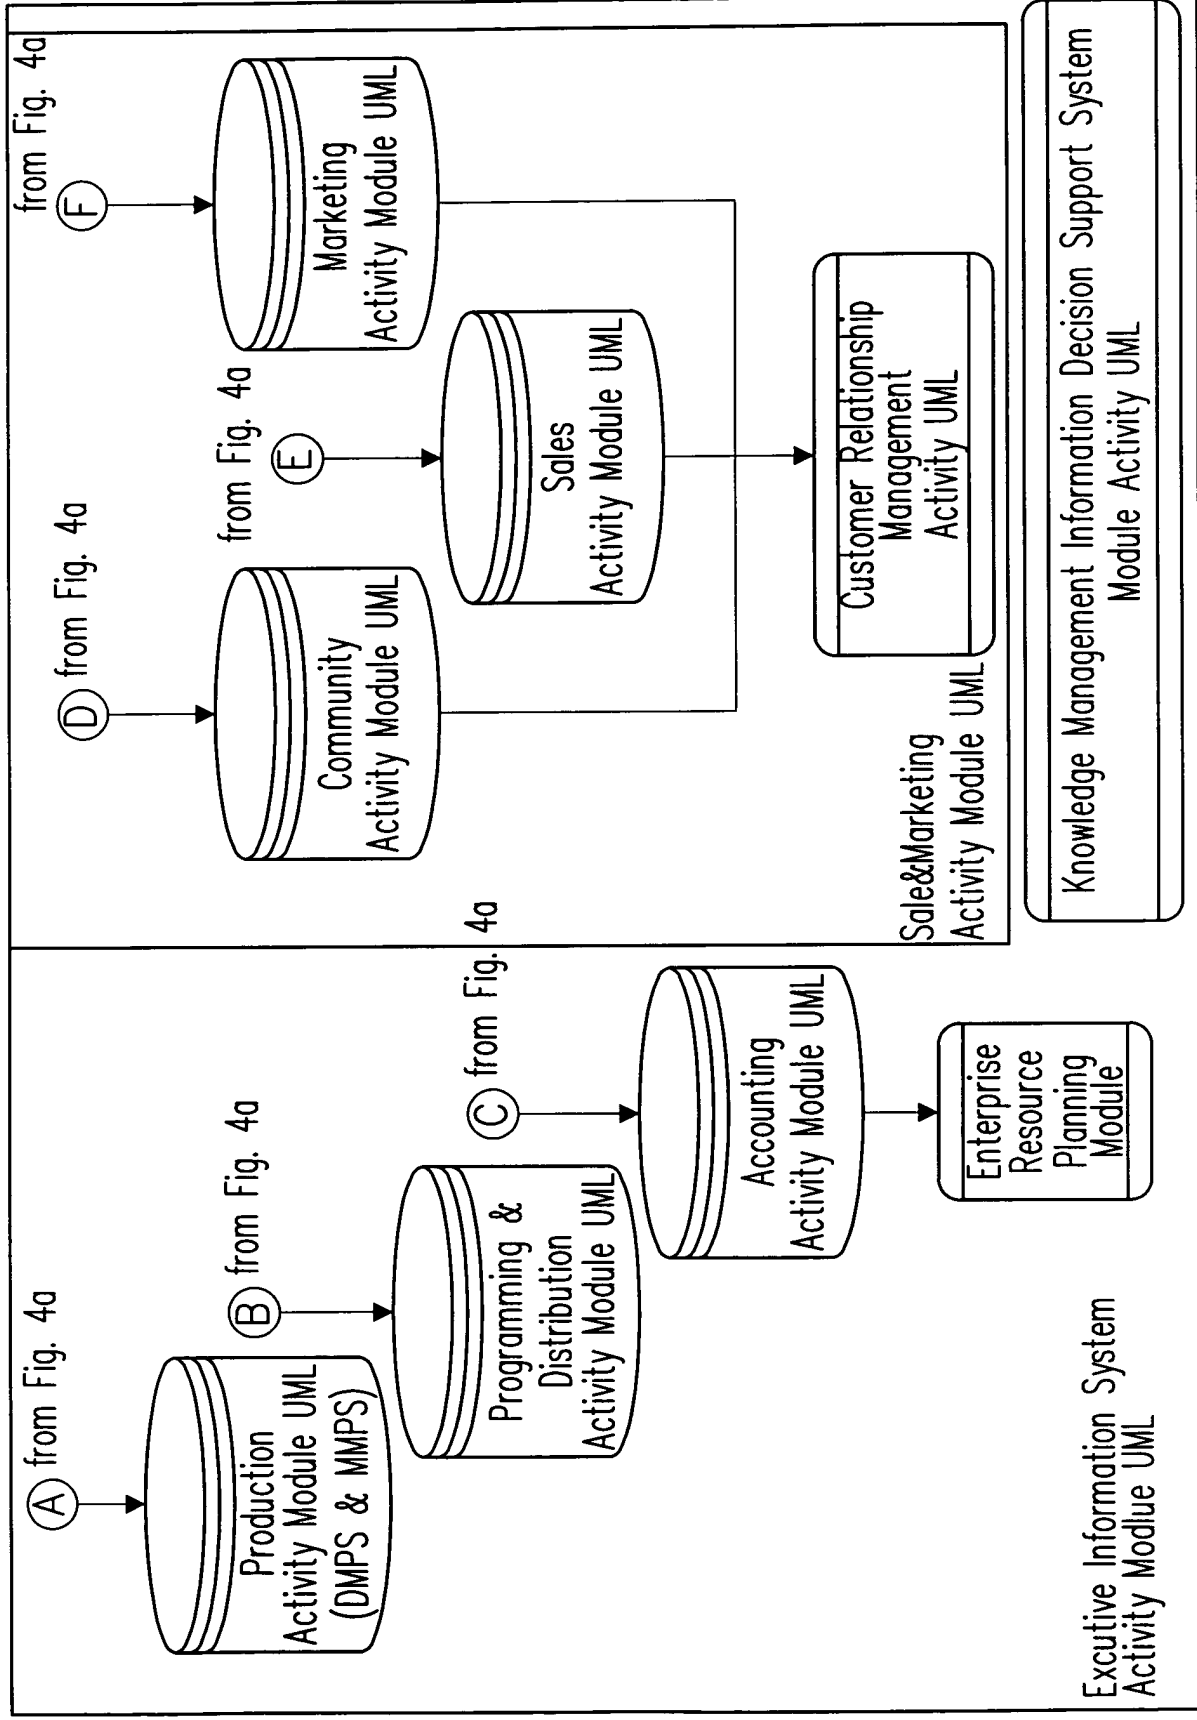 A from Fig. 4a
Production
Activity Module UML
(DMPS & MMPS)
B from Fig. 4a
Programming &
Distribution
Activity Module UML
C from Fig. 4a
Accounting
Activity Module UML
Enterprise
Resource
Planning
Module
Excutive Information System
Activity Modlue UML
D from Fig. 4a
Community
Activity Module UML
from Fig. 4a
E
Sales
Activity Module UML
from Fig. 4a
F
Marketing
Activity Module UML
Customer Relationship
Management
Activity UML
Sale&Marketing
Activity Module UML
Knowledge Management Information Decision Support System
Module Activity UML